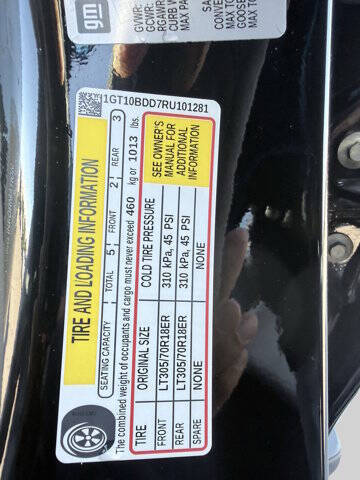 gm
GVWR:
GCWR:
RGAWR
CURB W
MAX PA
SA
CONVE
MAX TO
GOOSE
MAX TO
1GT10BDD7RU101281
TIRE AND LOADING INFORMATION
SEATING CAPACITY TOTAL 5 FRONT 2 REAR 3
The combined weight of occupants and cargo must never exceed 460 kg or 1013 lbs.
TIRE ORIGINAL SIZE COLD TIRE PRESSURE
FRONT LT305/70R18ER 310 kPa, 45 PSI
REAR LT305/70R18ER 310 kPa, 45 PSI
SPARE NONE NONE
SEE OWNER'S
MANUAL FOR
ADDITIONAL
INFORMATION